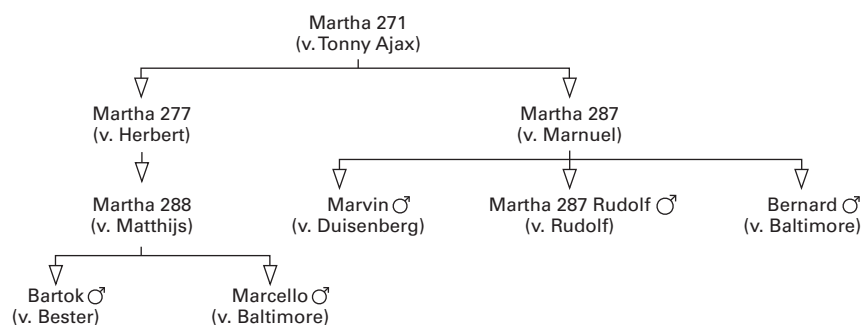 Martha 271
(v. Tonny Ajax)
Martha 277
(v. Herbert)
Martha 287
(v. Marnuel)
Martha 288
(v. Matthijs)
Marvin ♂
(v. Duisenberg)
Martha 287 Rudolf ♂
(v. Rudolf)
Bernard ♂
(v. Baltimore)
Bartok ♂
(v. Bester)
Marcello ♂
(v. Baltimore)